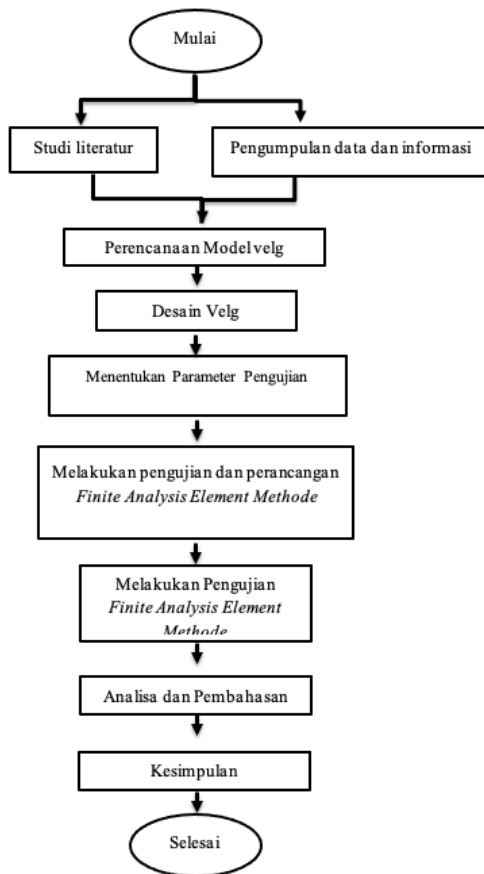 Mulai
Studi literatur
Pengumpulan data dan informasi
Perencanaan Model velg
Desain Velg
Menentukan Parameter Pengujian
Melakukan pengujian dan perancangan
Finite Analysis Element Methode
Melakukan Pengujian
Finite Analysis Element
Methode
Analisa dan Pembahasan
Kesimpulan
Selesai